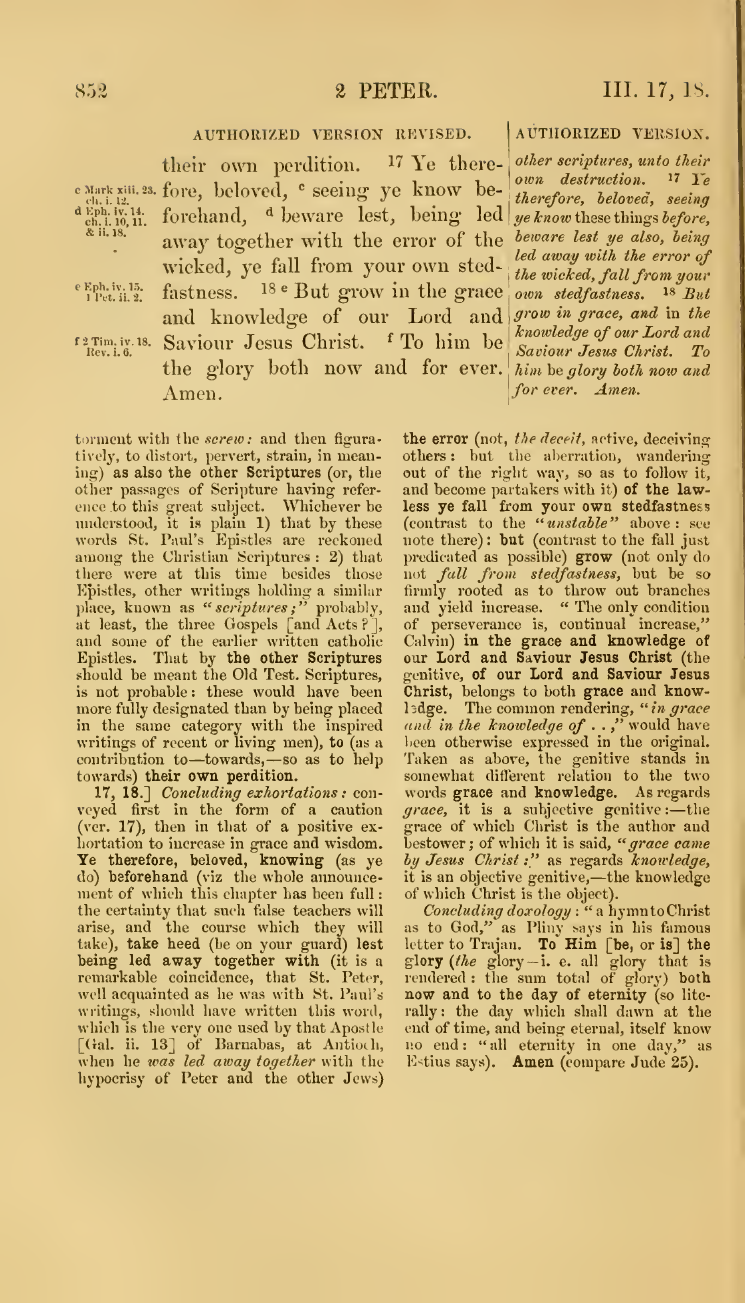 852
2 PETER.
III. 17, 18.
AUTHORIZED VERSION REVISED.
their own perdition. 17 Ye there-
c Mark xiii. 23.
ch. i. 12.
fore, beloved, c seeing ye know be-
d Eph. iv. 14.
ch. i. 10, 11.
& ii. 18.
forehand, d beware lest, being led
away together with the error of the
wicked, ye fall from your own sted-
e Eph. iv. 15.
1 Pet. ii. 2.
fastness. 18 e But grow in the grace
and knowledge of our Lord and
f 2 Tim. iv. 18.
Rev. i. 6.
Saviour Jesus Christ. f To him be
the glory both now and for ever.
Amen.
AUTHORIZED VERSION.
other scriptures, unto their
own destruction. 17 Ye
therefore, beloved, seeing
ye know these things before,
beware lest ye also, being
led away with the error of
the wicked, fall from your
own stedfastness. 18 But
grow in grace, and in the
knowledge of our Lord and
Saviour Jesus Christ. To
him be glory both now and
for ever. Amen.
torment with the screw: and then figura-
tively, to distort, pervert, strain, in mean-
ing) as also the other Scriptures (or, the
other passages of Scripture having refer-
ence to this great subject. Whichever be
understood, it is plain 1) that by these
words St. Paul's Epistles are reckoned
among the Christian Scriptures: 2) that
there were at this time besides those
Epistles, other writings holding a similar
place, known as "scriptures;" probably,
at least, the three Gospels [and Acts?],
and some of the earlier written catholic
Epistles. That by the other Scriptures
should be meant the Old Test. Scriptures,
is not probable: these would have been
more fully designated than by being placed
in the same category with the inspired
writings of recent or living men), to (as a
contribution to—towards,—so as to help
towards) their own perdition.
17, 18.] Concluding exhortations: con-
veyed first in the form of a caution
(ver. 17), then in that of a positive ex-
hortation to increase in grace and wisdom.
Ye therefore, beloved, knowing (as ye
do) beforehand (viz the whole announce-
ment of which this chapter has been full:
the certainty that such false teachers will
arise, and the course which they will
take), take heed (be on your guard) lest
being led away together with (it is a
remarkable coincidence, that St. Peter,
well acquainted as he was with St. Paul's
writings, should have written this word,
which is the very one used by that Apostle
[Gal. ii. 13] of Barnabas, at Antioch,
when he was led away together with the
hypocrisy of Peter and the other Jews)
the error (not, the deceit, active, deceiving
others: but the aberration, wandering
out of the right way, so as to follow it,
and become partakers with it) of the law-
less ye fall from your own stedfastness
(contrast to the "unstable" above: see
note there): but (contrast to the fall just
predicated as possible) grow (not only do
not fall from stedfastness, but be so
firmly rooted as to throw out branches
and yield increase. "The only condition
of perseverance is, continual increase,"
Calvin) in the grace and knowledge of
our Lord and Saviour Jesus Christ (the
genitive, of our Lord and Saviour Jesus
Christ, belongs to both grace and know-
ledge. The common rendering, "in grace
and in the knowledge of . . ," would have
been otherwise expressed in the original.
Taken as above, the genitive stands in
somewhat different relation to the two
words grace and knowledge. As regards
grace, it is a subjective genitive:—the
grace of which Christ is the author and
bestower; of which it is said, "grace came
by Jesus Christ:" as regards knowledge,
it is an objective genitive,—the knowledge
of which Christ is the object).
Concluding doxology: "a hymn to Christ
as to God," as Pliny says in his famous
letter to Trajan. To Him [be, or is] the
glory (the glory—i. e. all glory that is
rendered: the sum total of glory) both
now and to the day of eternity (so lite-
rally: the day which shall dawn at the
end of time, and being eternal, itself know
no end: "all eternity in one day," as
Estius says). Amen (compare Jude 25).